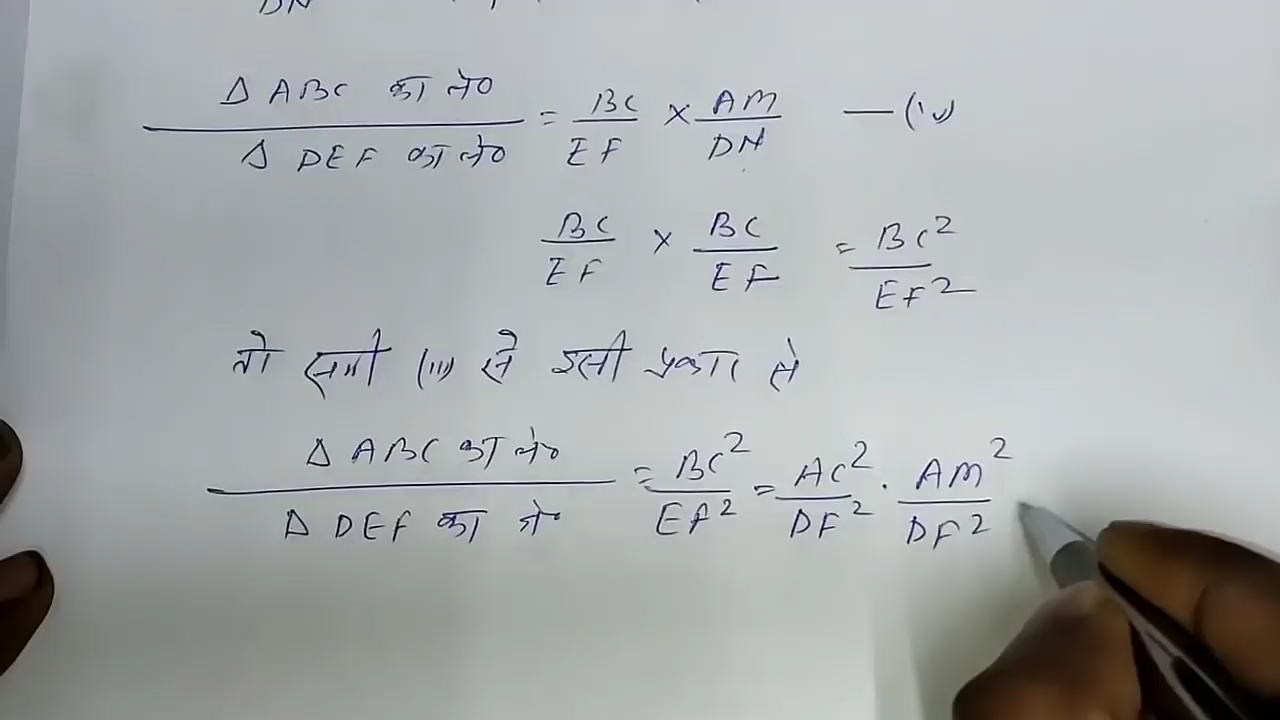 DN
Δ ABC का क्षे०
Δ DEF का क्षे० = BC/EF × AM/DN — (iv)
BC/EF × BC/EF = BC²/EF²
तो समी (iii) से इसी प्रकार से
Δ ABC का क्षे०
Δ DEF का क्षे० = BC²/EF² = AC²/DF² . AM²/DF²